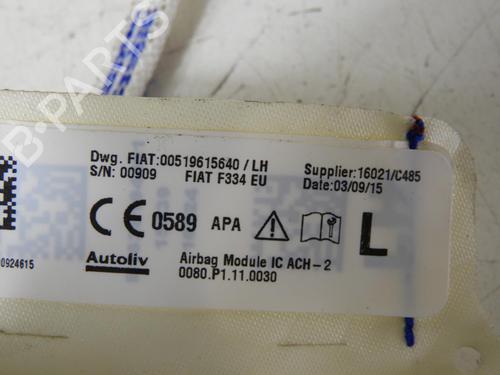 B-PARTS
Dwg. FIAT:00519615640 / LH
S/N: 00909 FIAT F334 EU
Supplier:16021/C485
Date:03/09/15
CE 0589 APA
L
0924615
Autoliv
Airbag Module IC ACH-2
0080.P1.11.0030